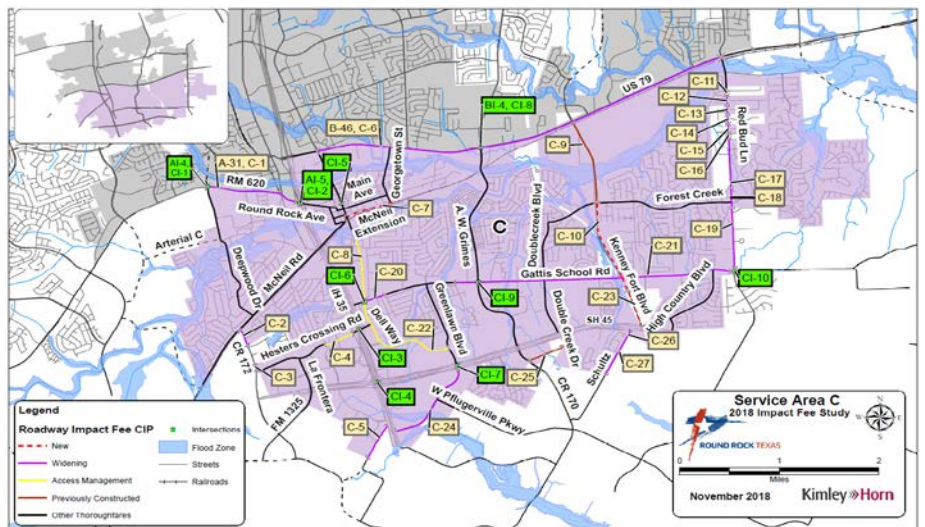 US 79
C-11
C-12
C-13
C-14
C-15
C-16
Red Bud Ln
BI-4, CI-8
B-46, C-6
Georgetown St
C-9
AI-4,
CI-1
A-31, C-1
CI-5
RM 620
AI-5,
CI-2
Main
Ave
C-17
C-18
Forest Creek
Round Rock Ave
McNeil
Extension
C-7
A. W. Grimes
C
Doublecreek Blvd
C-10
Kenney Fort Blvd
C-19
C-21
Arterial C
Deepwood Dr
McNeil Rd
C-8
CI-6
C-20
Gattis School Rd
High Country Blvd
CI-10
IH 35
Dell Way
Greenlawn Blvd
CI-9
C-23
SH 45
C-2
Hesters Crossing Rd
C-22
Double Creek Dr
C-26
CR 172
C-4
CI-3
C-3
La Frontera
CI-7
C-25
CR 170
Schultz
C-27
FM 1325
CI-4
W Pflugerville Pkwy
C-5
C-24
Legend
Roadway Impact Fee CIP
New
Widening
Access Management
Previously Constructed
Other Thoroughfares
Intersections
Flood Zone
Streets
Railroads
Service Area C
2018 Impact Fee Study
ROUND ROCK TEXAS
N
0 1 2
Miles
November 2018
Kimley»Horn